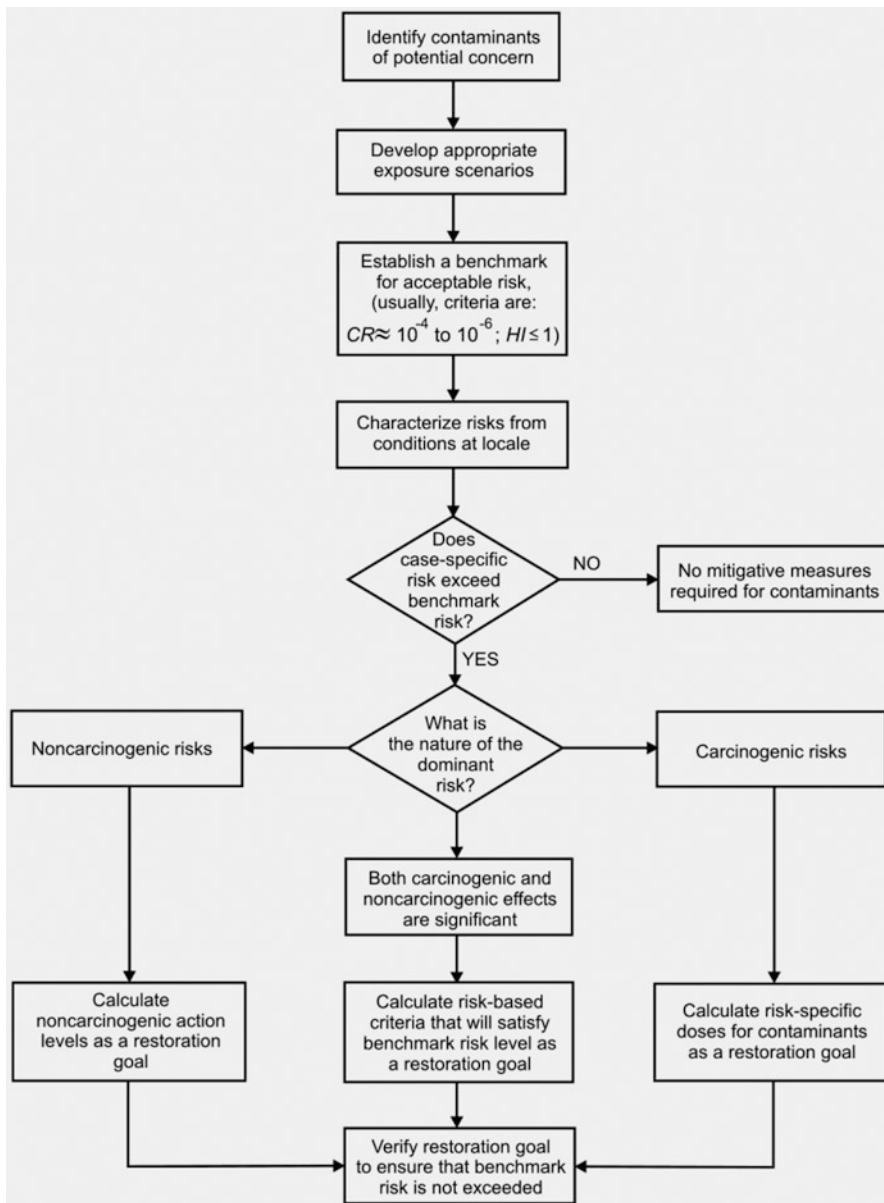 Identify contaminants
of potential concern
Develop appropriate
exposure scenarios
Establish a benchmark
for acceptable risk,
(usually, criteria are:
CR≈ 10⁻⁴ to 10⁻⁶; HI ≤ 1)
Characterize risks from
conditions at locale
Does
case-specific
risk exceed
benchmark
risk?
NO
No mitigative measures
required for contaminants
YES
What is
the nature of the
dominant
risk?
Noncarcinogenic risks
Carcinogenic risks
Both carcinogenic and
noncarcinogenic effects
are significant
Calculate
noncarcinogenic action
levels as a restoration
goal
Calculate risk-based
criteria that will satisfy
benchmark risk level as
a restoration goal
Calculate risk-specific
doses for contaminants
as a restoration goal
Verify restoration goal
to ensure that benchmark
risk is not exceeded